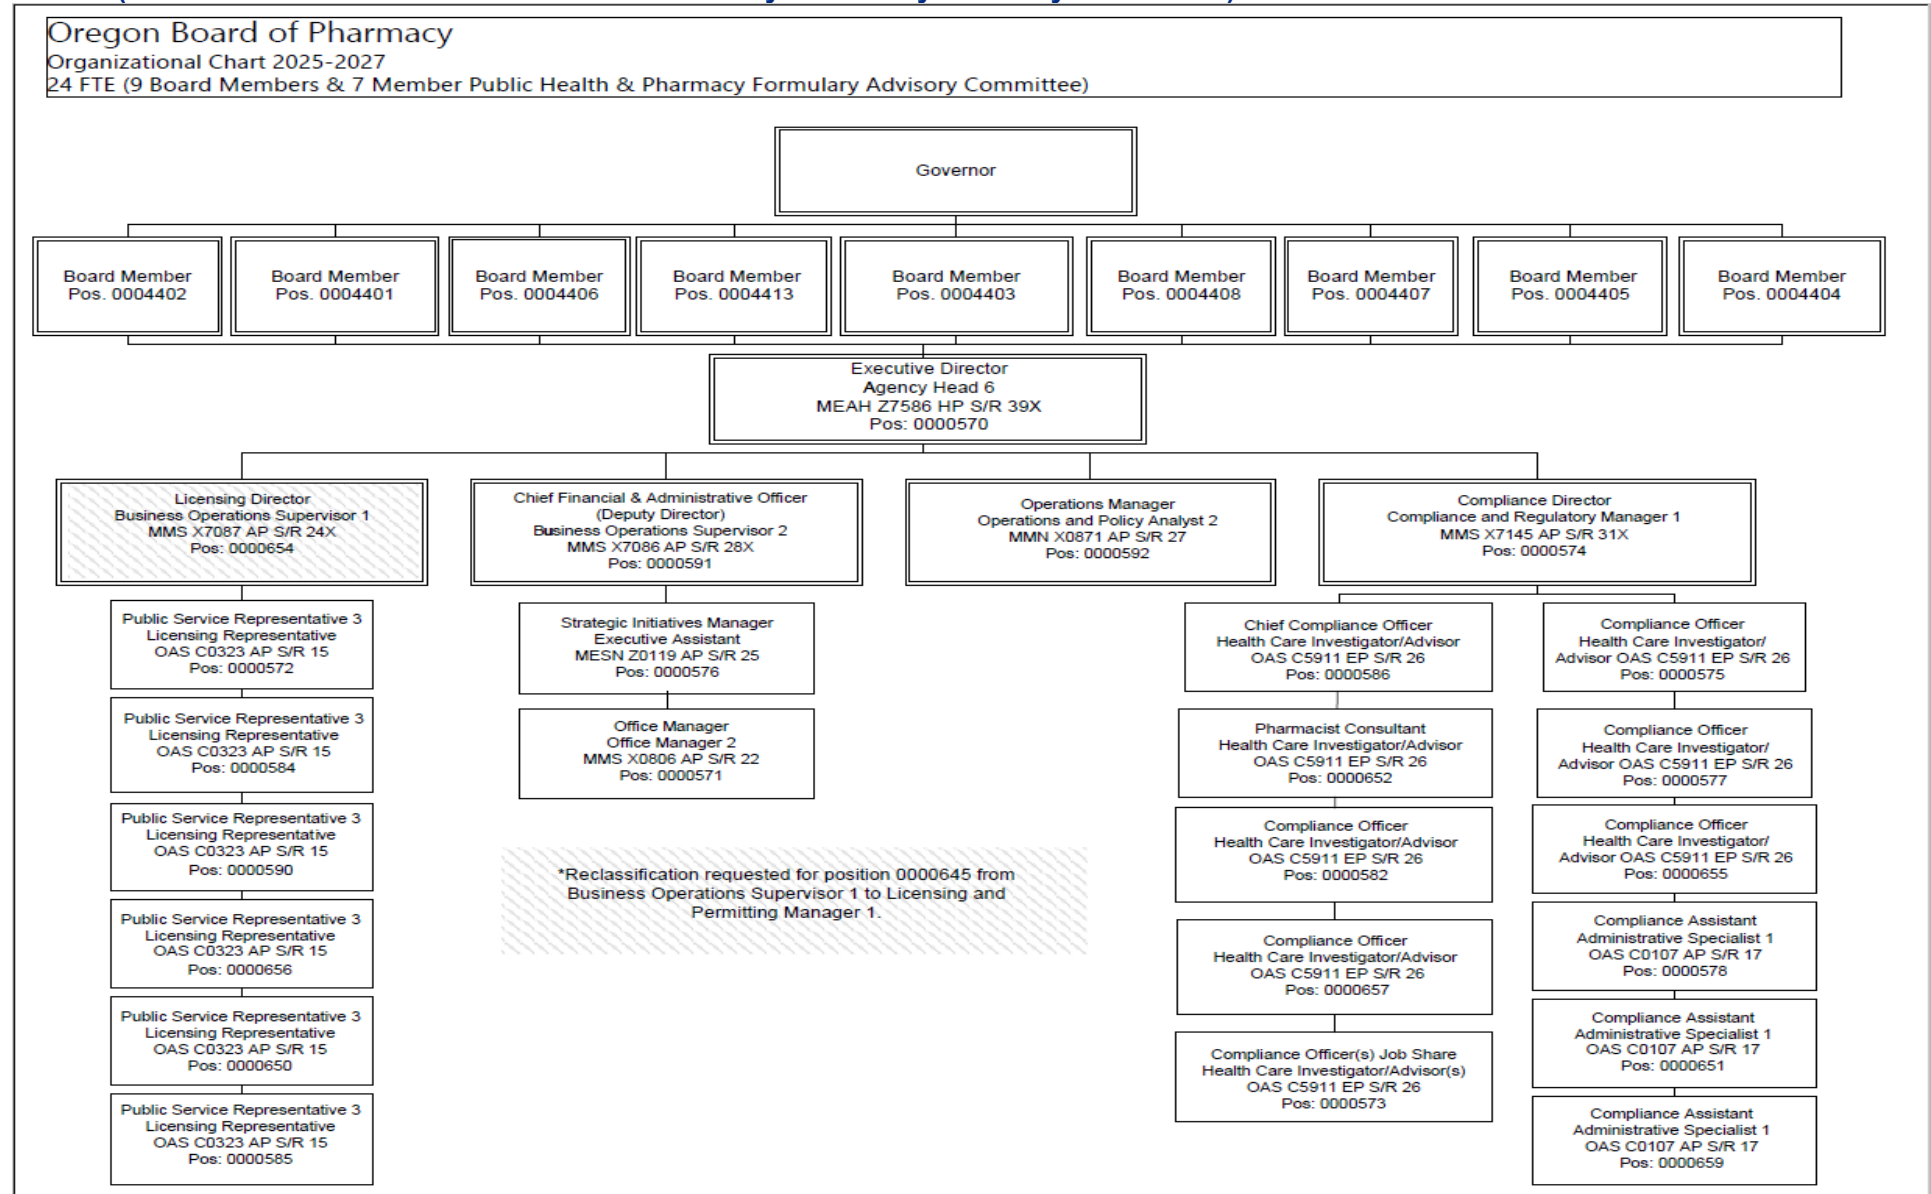 Oregon Board of Pharmacy
Organizational Chart 2025-2027
24 FTE (9 Board Members & 7 Member Public Health & Pharmacy Formulary Advisory Committee)
Governor
Board Member
Pos. 0004402
Board Member
Pos. 0004401
Board Member
Pos. 0004406
Board Member
Pos. 0004413
Board Member
Pos. 0004403
Board Member
Pos. 0004408
Board Member
Pos. 0004407
Board Member
Pos. 0004405
Board Member
Pos. 0004404
Executive Director
Agency Head 6
MEAH Z7586 HP S/R 39X
Pos: 0000570
Licensing Director
Business Operations Supervisor 1
MMS X7087 AP S/R 24X
Pos: 0000654
Chief Financial & Administrative Officer
(Deputy Director)
Business Operations Supervisor 2
MMS X7086 AP S/R 28X
Pos: 0000591
Operations Manager
Operations and Policy Analyst 2
MMN X0871 AP S/R 27
Pos: 0000592
Compliance Director
Compliance and Regulatory Manager 1
MMS X7145 AP S/R 31X
Pos: 0000574
Public Service Representative 3
Licensing Representative
OAS C0323 AP S/R 15
Pos: 0000572
Public Service Representative 3
Licensing Representative
OAS C0323 AP S/R 15
Pos: 0000584
Public Service Representative 3
Licensing Representative
OAS C0323 AP S/R 15
Pos: 0000590
Public Service Representative 3
Licensing Representative
OAS C0323 AP S/R 15
Pos: 0000656
Public Service Representative 3
Licensing Representative
OAS C0323 AP S/R 15
Pos: 0000650
Public Service Representative 3
Licensing Representative
OAS C0323 AP S/R 15
Pos: 0000585
Strategic Initiatives Manager
Executive Assistant
MESN Z0119 AP S/R 25
Pos: 0000576
Office Manager
Office Manager 2
MMS X0806 AP S/R 22
Pos: 0000571
*Reclassification requested for position 0000645 from
Business Operations Supervisor 1 to Licensing and
Permitting Manager 1.
Chief Compliance Officer
Health Care Investigator/Advisor
OAS C5911 EP S/R 26
Pos: 0000586
Pharmacist Consultant
Health Care Investigator/Advisor
OAS C5911 EP S/R 26
Pos: 0000652
Compliance Officer
Health Care Investigator/Advisor
OAS C5911 EP S/R 26
Pos: 0000582
Compliance Officer
Health Care Investigator/Advisor
OAS C5911 EP S/R 26
Pos: 0000657
Compliance Officer(s) Job Share
Health Care Investigator/Advisor(s)
OAS C5911 EP S/R 26
Pos: 0000573
Compliance Officer
Health Care Investigator/
Advisor OAS C5911 EP S/R 26
Pos: 0000575
Compliance Officer
Health Care Investigator/
Advisor OAS C5911 EP S/R 26
Pos: 0000577
Compliance Officer
Health Care Investigator/
Advisor OAS C5911 EP S/R 26
Pos: 0000655
Compliance Assistant
Administrative Specialist 1
OAS C0107 AP S/R 17
Pos: 0000578
Compliance Assistant
Administrative Specialist 1
OAS C0107 AP S/R 17
Pos: 0000651
Compliance Assistant
Administrative Specialist 1
OAS C0107 AP S/R 17
Pos: 0000659